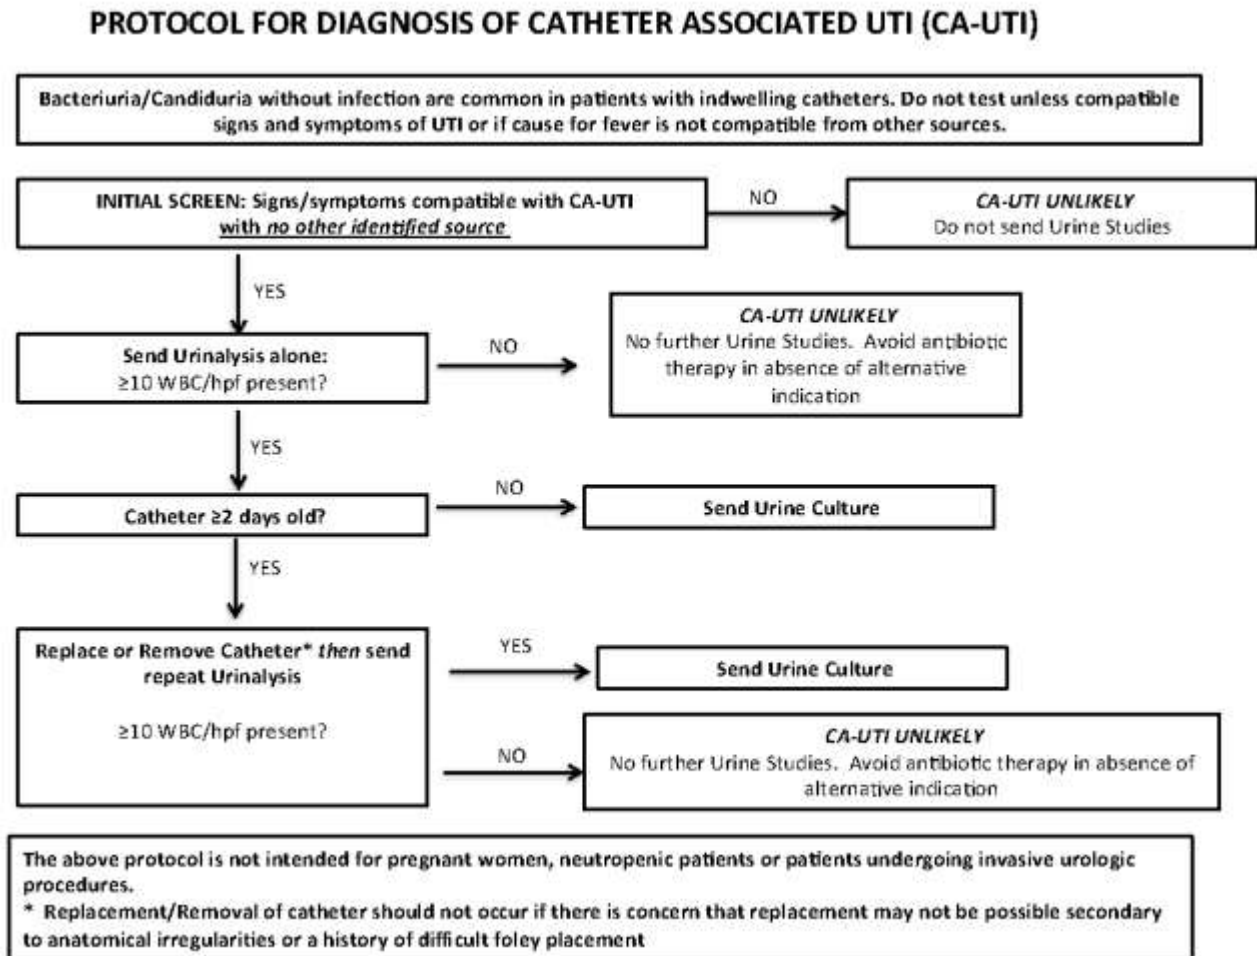 PROTOCOL FOR DIAGNOSIS OF CATHETER ASSOCIATED UTI (CA-UTI)
Bacteriuria/Candiduria without infection are common in patients with indwelling catheters. Do not test unless compatible
signs and symptoms of UTI or if cause for fever is not compatible from other sources.
INITIAL SCREEN: Signs/symptoms compatible with CA-UTI
with no other identified source
NO
CA-UTI UNLIKELY
Do not send Urine Studies
YES
Send Urinalysis alone:
≥10 WBC/hpf present?
NO
CA-UTI UNLIKELY
No further Urine Studies. Avoid antibiotic
therapy in absence of alternative
indication
YES
Catheter ≥2 days old?
NO
Send Urine Culture
YES
Replace or Remove Catheter* then send
repeat Urinalysis
≥10 WBC/hpf present?
YES
Send Urine Culture
NO
CA-UTI UNLIKELY
No further Urine Studies. Avoid antibiotic therapy in absence of
alternative indication
The above protocol is not intended for pregnant women, neutropenic patients or patients undergoing invasive urologic
procedures.
* Replacement/Removal of catheter should not occur if there is concern that replacement may not be possible secondary
to anatomical irregularities or a history of difficult foley placement